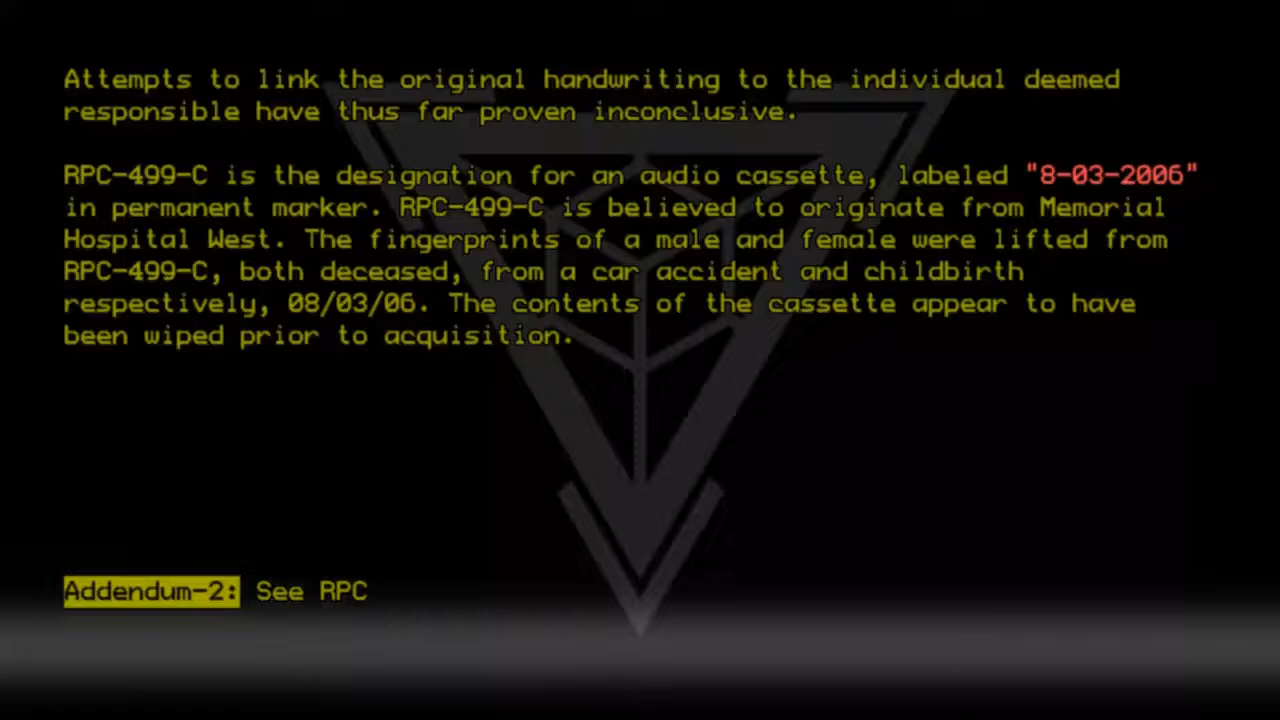 Attempts to link the original handwriting to the individual deemed
responsible have thus far proven inconclusive.
RPC-499-C is the designation for an audio cassette, labeled "8-03-2006"
in permanent marker. RPC-499-C is believed to originate from Memorial
Hospital West. The fingerprints of a male and female were lifted from
RPC-499-C, both deceased, from a car accident and childbirth
respectively, 08/03/06. The contents of the cassette appear to have
been wiped prior to acquisition.
Addendum-2: See RPC